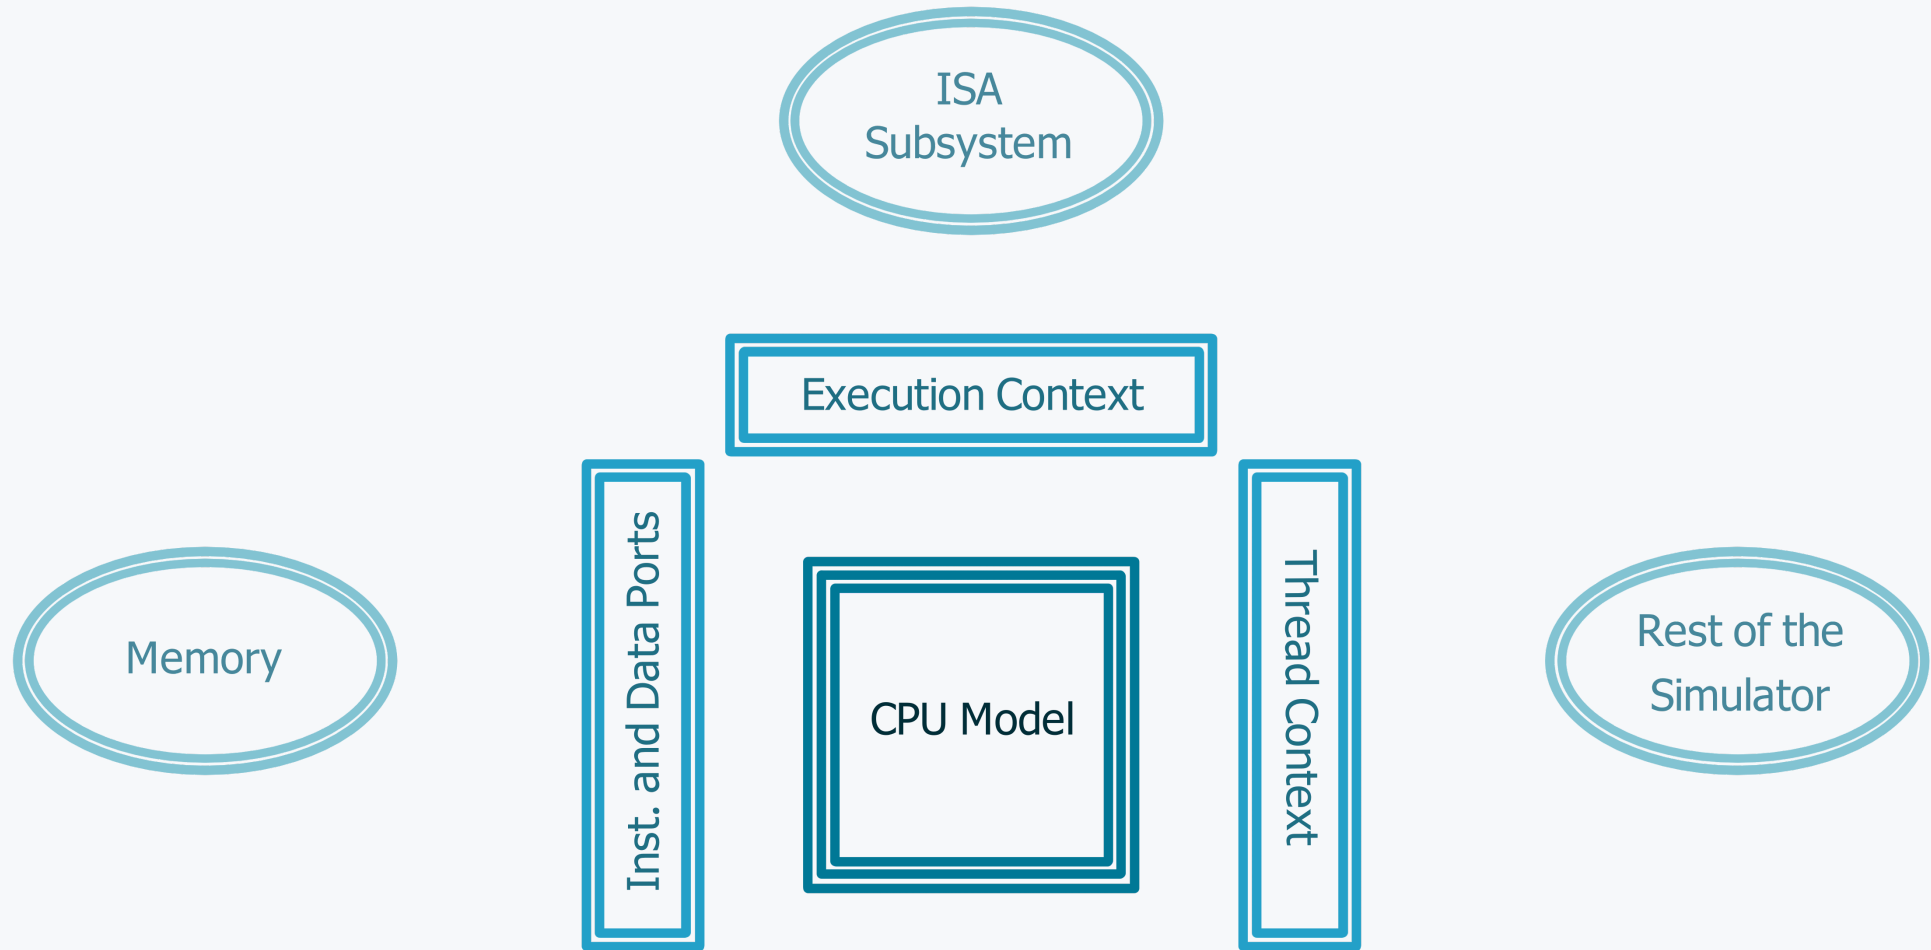 ISA
Subsystem
Execution Context
Inst. and Data Ports
Thread Context
Memory
CPU Model
Rest of the
Simulator